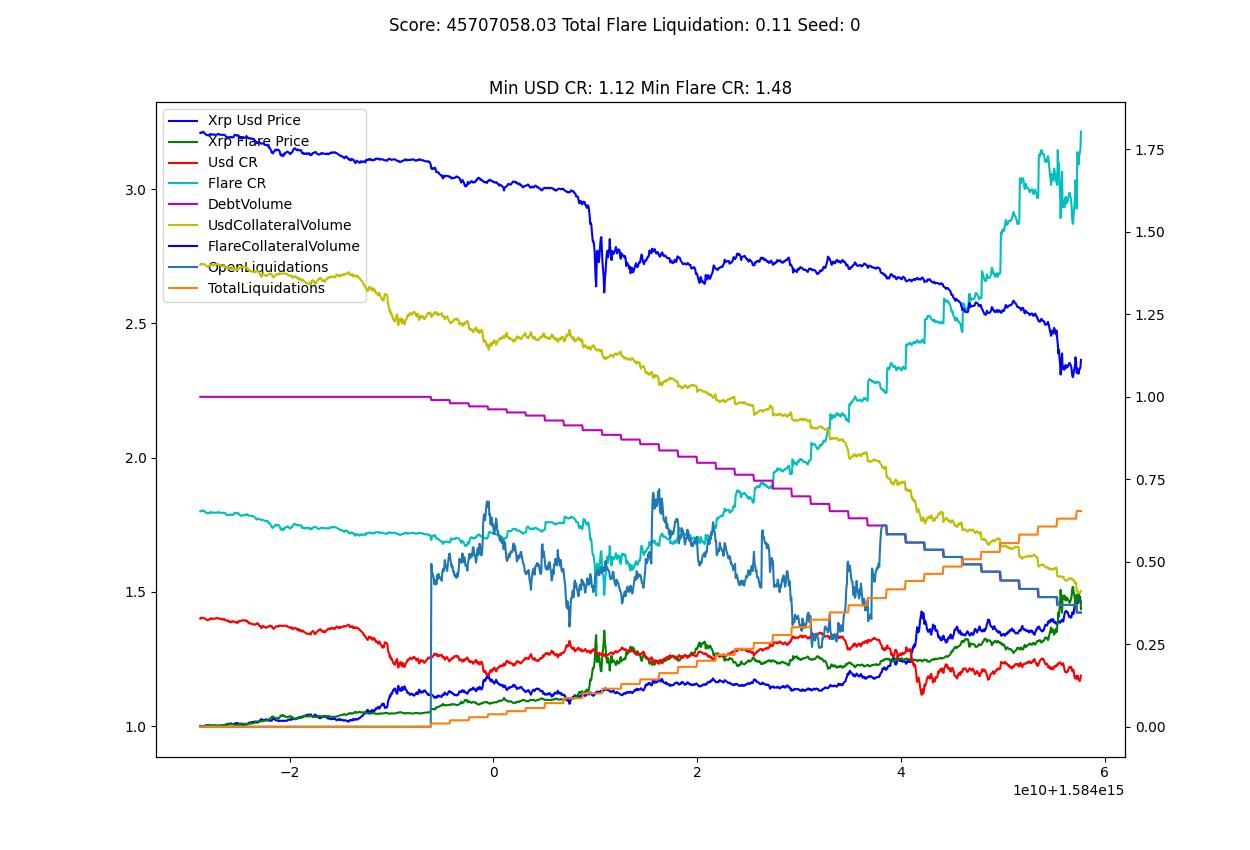 Score: 45707058.03 Total Flare Liquidation: 0.11 Seed: 0
Min USD CR: 1.12 Min Flare CR: 1.48
Xrp Usd Price
Xrp Flare Price
Usd CR
Flare CR
DebtVolume
UsdCollateralVolume
FlareCollateralVolume
OpenLiquidations
TotalLiquidations
3.0
2.5
2.0
1.5
1.0
1.75
1.50
1.25
1.00
0.75
0.50
0.25
0.00
−2
0
2
4
6
1e10+1.584e15